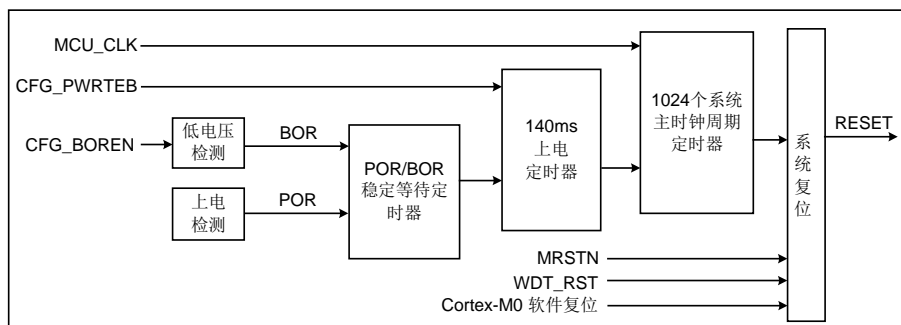 MCU_CLK
CFG_PWRTEB
CFG_BOREN
低电压
检测
BOR
上电
检测
POR
POR/BOR
稳定等待定
时器
140ms
上电
定时器
1024个系统
主时钟周期
定时器
系统复位
RESET
MRSTN
WDT_RST
Cortex-M0 软件复位